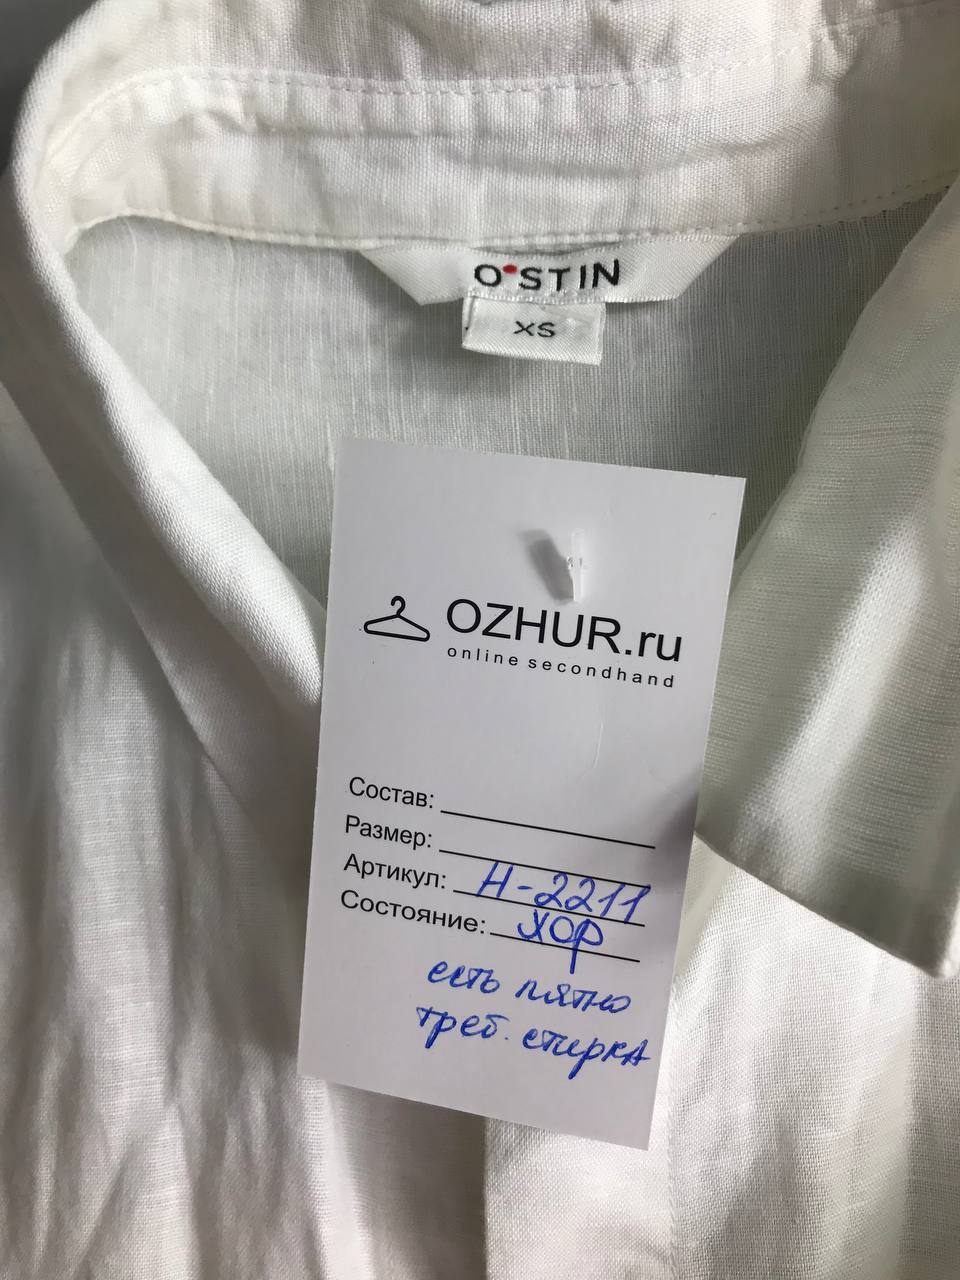 O'STIN
XS
OZHUR.ru
online secondhand
Состав:
Размер:
Артикул: Н-2211
Состояние: хор
есть пятно
треб. стирка